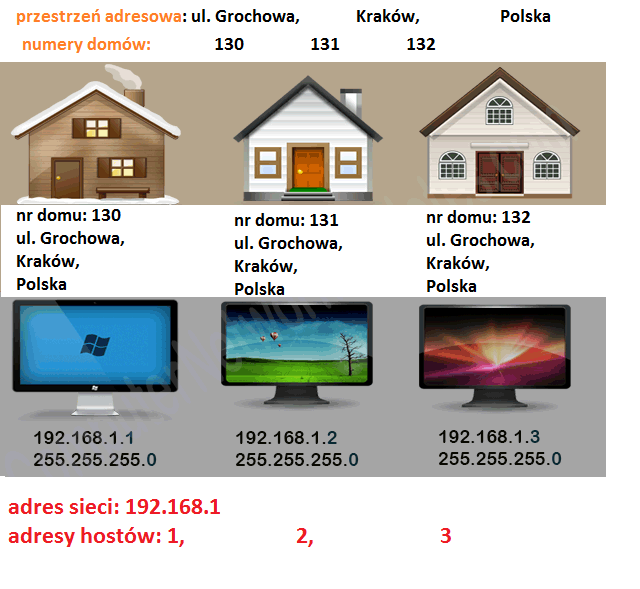 przestrzeń adresowa: ul. Grochowa, Kraków, Polska
numery domów: 130 131 132
nr domu: 130
ul. Grochowa,
Kraków,
Polska
nr domu: 131
ul. Grochowa,
Kraków,
Polska
nr domu: 132
ul. Grochowa,
Kraków,
Polska
192.168.1.1
255.255.255.0
192.168.1.2
255.255.255.0
192.168.1.3
255.255.255.0
adres sieci: 192.168.1
adresy hostów: 1, 2, 3